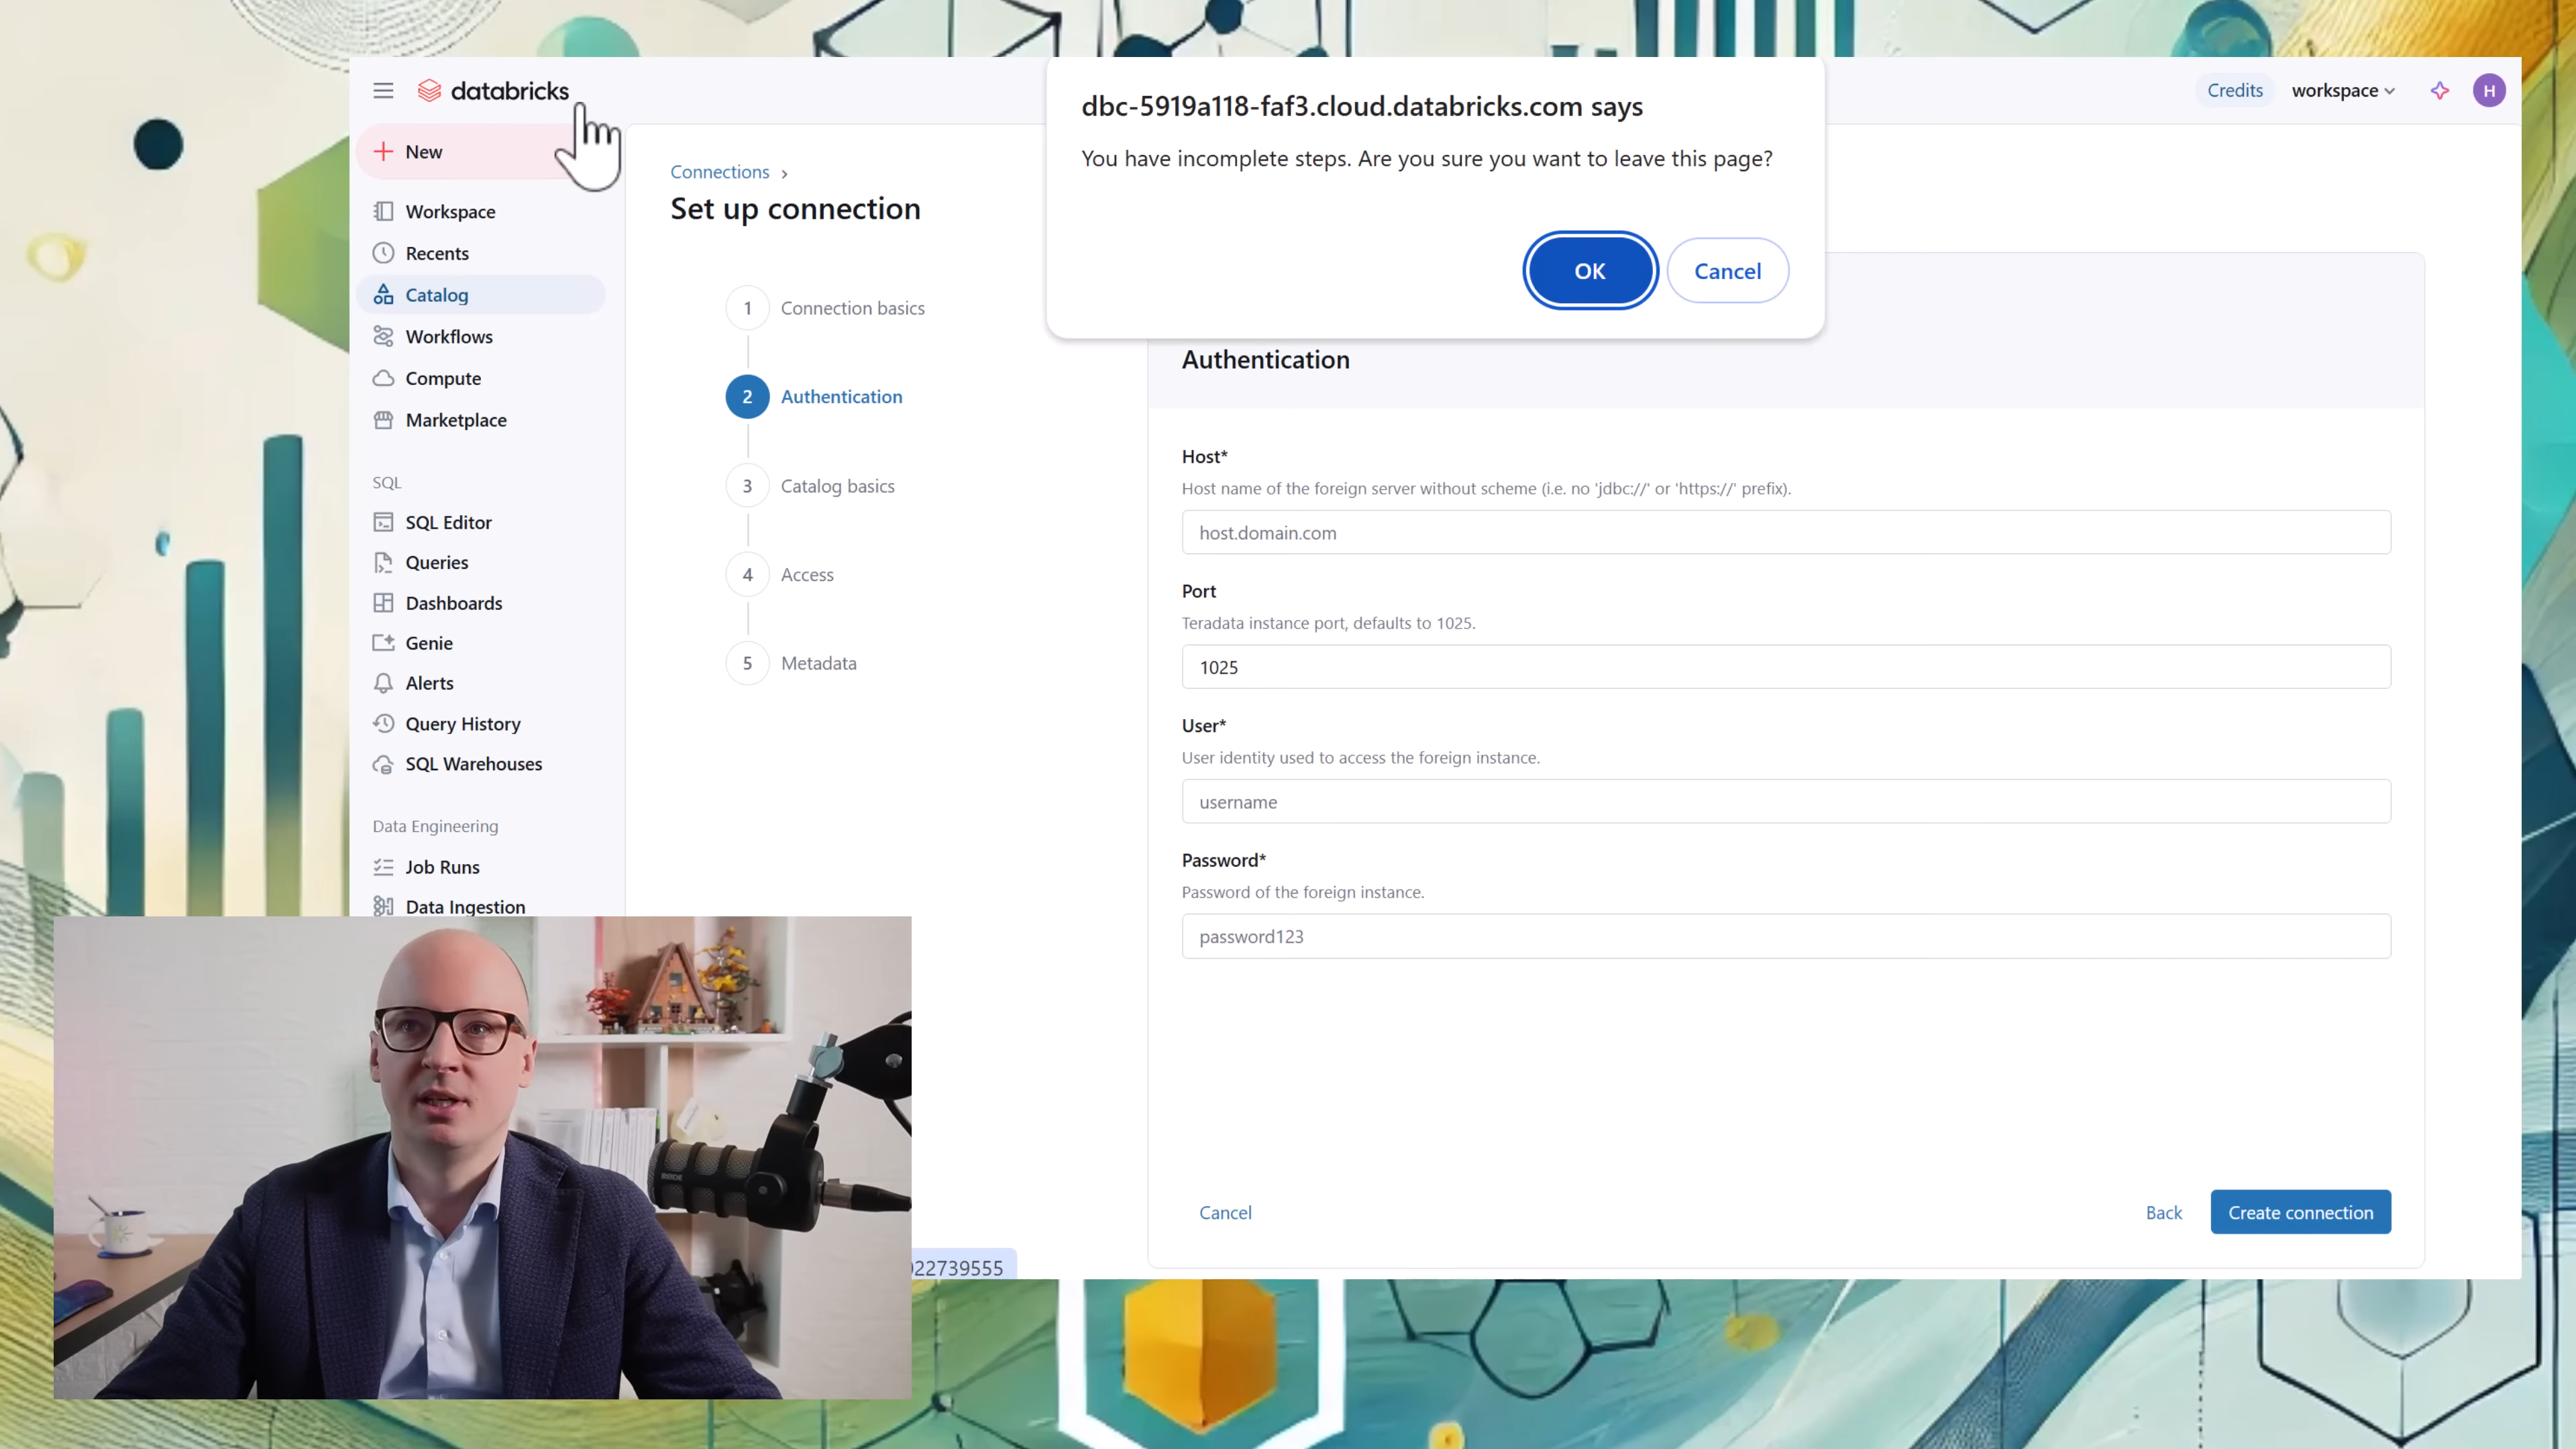 databricks
Credits
workspace
H
New
Workspace
Recents
Catalog
Workflows
Compute
Marketplace
SQL
SQL Editor
Queries
Dashboards
Genie
Alerts
Query History
SQL Warehouses
Data Engineering
Job Runs
Data Ingestion
dbc-5919a118-faf3.cloud.databricks.com says
You have incomplete steps. Are you sure you want to leave this page?
OK
Cancel
Connections >
Set up connection
1 Connection basics
2 Authentication
3 Catalog basics
4 Access
5 Metadata
Authentication
Host*
Host name of the foreign server without scheme (i.e. no 'jdbc://' or 'https://' prefix).
host.domain.com
Port
Teradata instance port, defaults to 1025.
1025
User*
User identity used to access the foreign instance.
username
Password*
Password of the foreign instance.
password123
Cancel
Back
Create connection
22739555
RODE